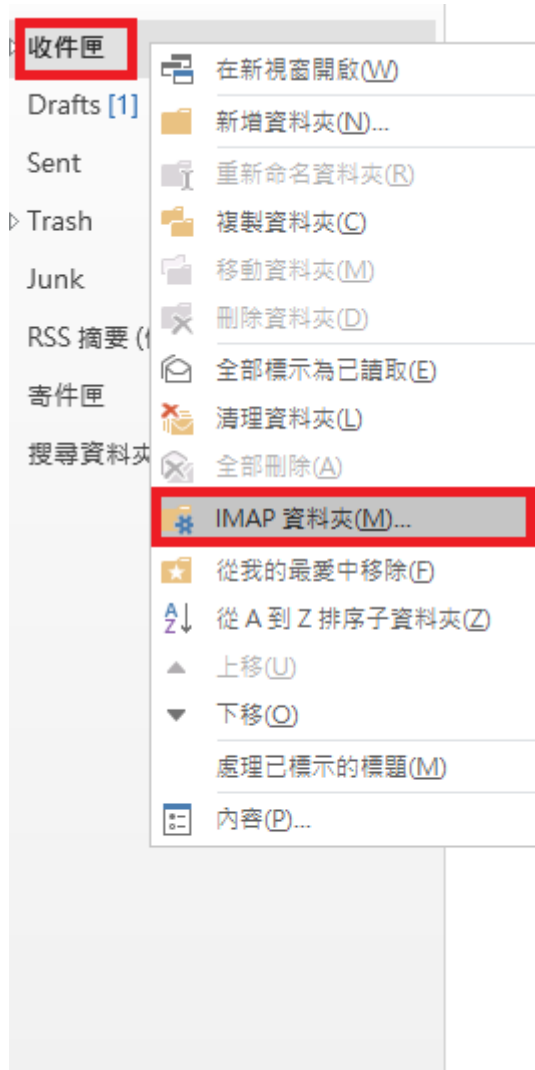 收件匣
Drafts [1]
Sent
Trash
Junk
RSS 摘要 (
寄件匣
搜尋資料夾
在新視窗開啟(W)
新增資料夾(N)...
重新命名資料夾(R)
複製資料夾(C)
移動資料夾(M)
刪除資料夾(D)
全部標示為已讀取(E)
清理資料夾(L)
全部刪除(A)
IMAP 資料夾(M)...
從我的最愛中移除(F)
從 A 到 Z 排序子資料夾(Z)
上移(U)
下移(O)
處理已標示的標題(M)
內容(P)...